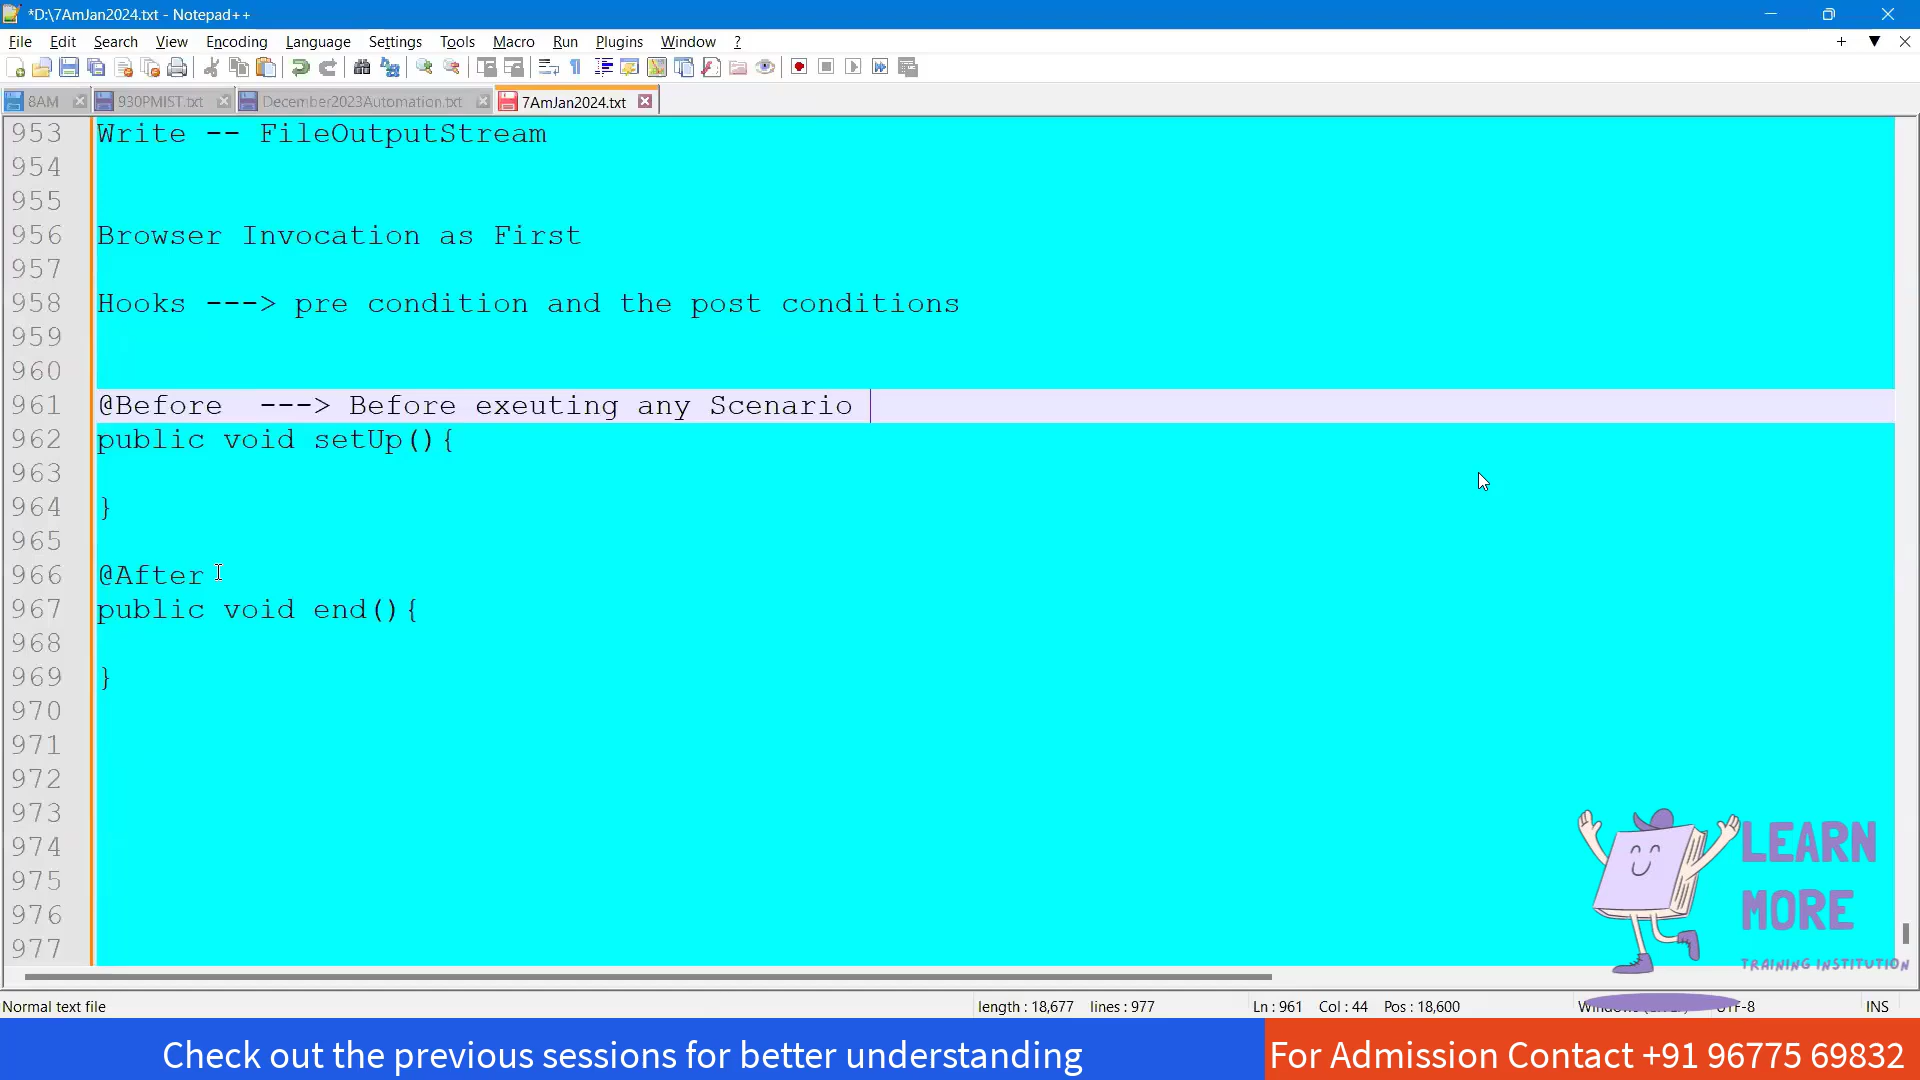 *D:\7AmJan2024.txt - Notepad++
File Edit Search View Encoding Language Settings Tools Macro Run Plugins Window ?
8AM 930PMIST.txt December2023Automation.txt 7AmJan2024.txt
953 Write -- FileOutputStream
954
955
956 Browser Invocation as First
957
958 Hooks ---> pre condition and the post conditions
959
960
961 @Before  ---> Before exeuting any Scenario
962 public void setUp(){
963
964 }
965
966 @After
967 public void end(){
968
969 }
970
971
972
973
974
975
976
977
LEARN
MORE
TRAINING INSTITUTION
Normal text file length : 18,677 lines : 977 Ln : 961 Col : 44 Pos : 18,600 INS
Check out the previous sessions for better understanding
For Admission Contact +91 96775 69832